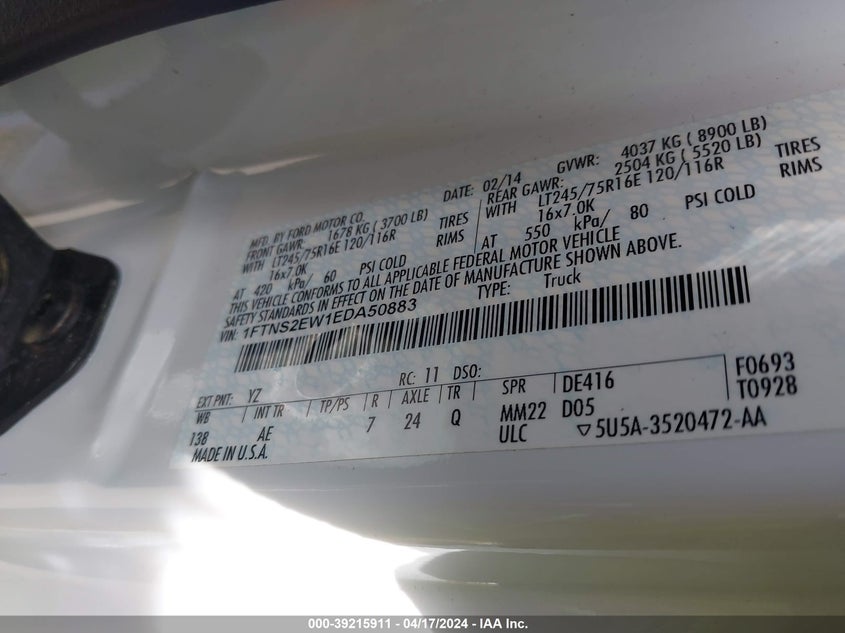 MFD. BY FORD MOTOR CO.
DATE: 02/14 GVWR: 4037 KG ( 8900 LB)
FRONT GAWR: 1678 KG ( 3700 LB) REAR GAWR: 2504 KG ( 5520 LB)
WITH LT245/75R16E 120/116R TIRES WITH LT245/75R16E 120/116R TIRES
16x7.0K RIMS 16x7.0K RIMS
AT 420 kPa/ 60 PSI COLD AT 550 kPa/ 80 PSI COLD
THIS VEHICLE CONFORMS TO ALL APPLICABLE FEDERAL MOTOR VEHICLE
SAFETY STANDARDS IN EFFECT ON THE DATE OF MANUFACTURE SHOWN ABOVE.
VIN: 1FTNS2EW1EDA50883 TYPE: Truck
EXT PNT: YZ RC: 11 DSO: F0693
WB INT TR TP/PS R AXLE TR SPR DE416 T0928
138 AE 7 24 Q MM22 D05
MADE IN U.S.A. ULC ▽5U5A-3520472-AA
000-39215911 - 04/17/2024 - IAA Inc.